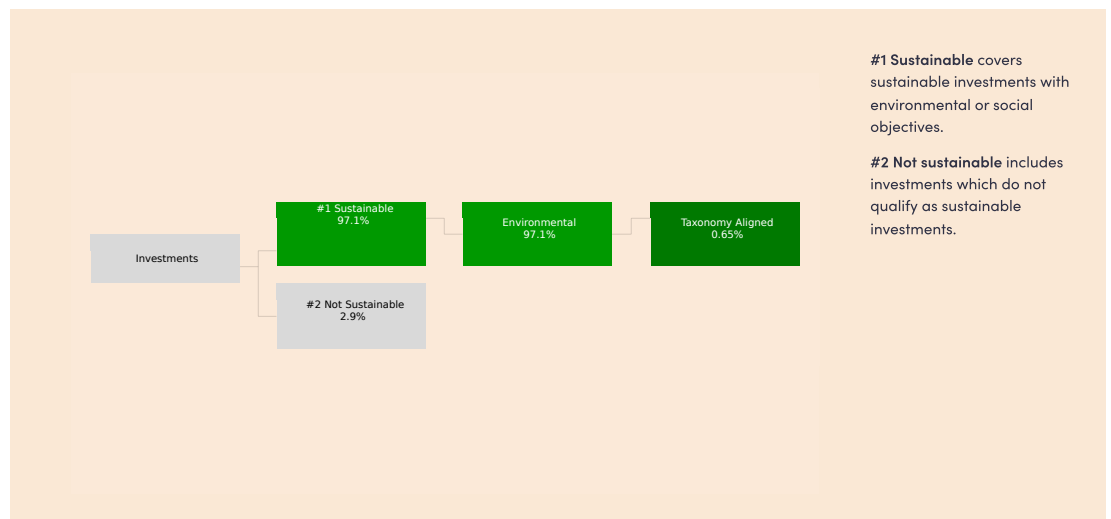 Investments
#1 Sustainable
97.1%
#2 Not Sustainable
2.9%
Environmental
97.1%
Taxonomy Aligned
0.65%
#1 Sustainable covers
sustainable investments with
environmental or social
objectives.
#2 Not sustainable includes
investments which do not
qualify as sustainable
investments.